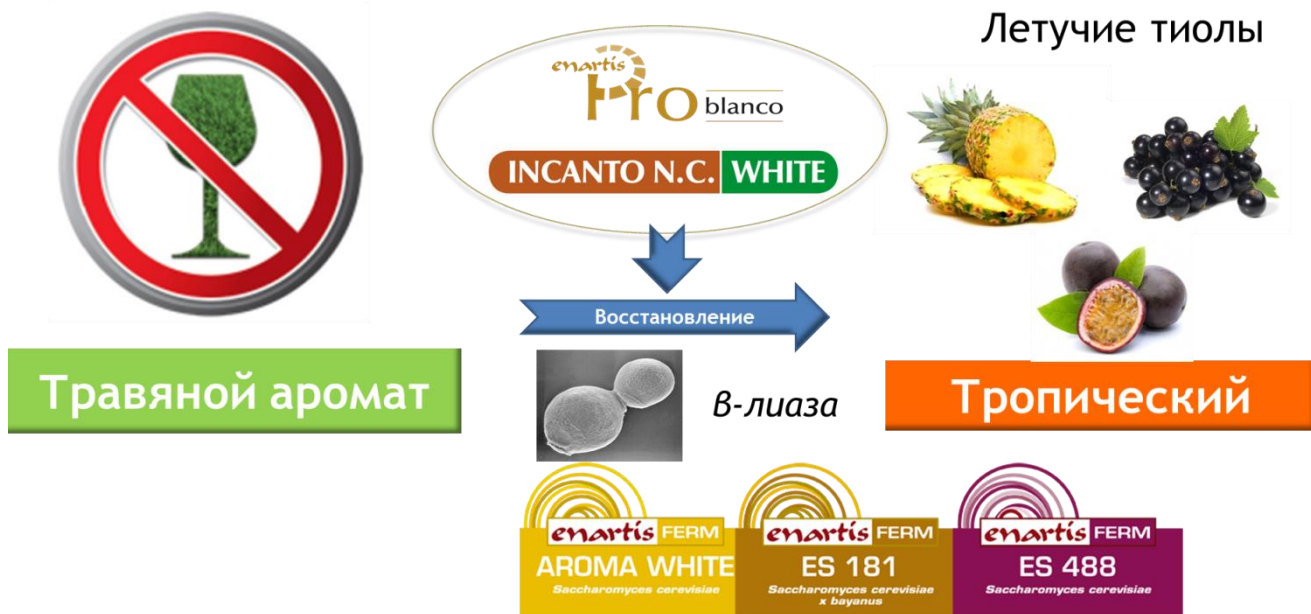 Летучие тиолы
enartis
Pro blanco
INCANTO N.C. WHITE
Восстановление
Травяной аромат
β-лиаза
Тропический
enartis FERM
AROMA WHITE
Saccharomyces cerevisiae
enartis FERM
ES 181
Saccharomyces cerevisiae
x bayanus
enartis FERM
ES 488
Saccharomyces cerevisiae